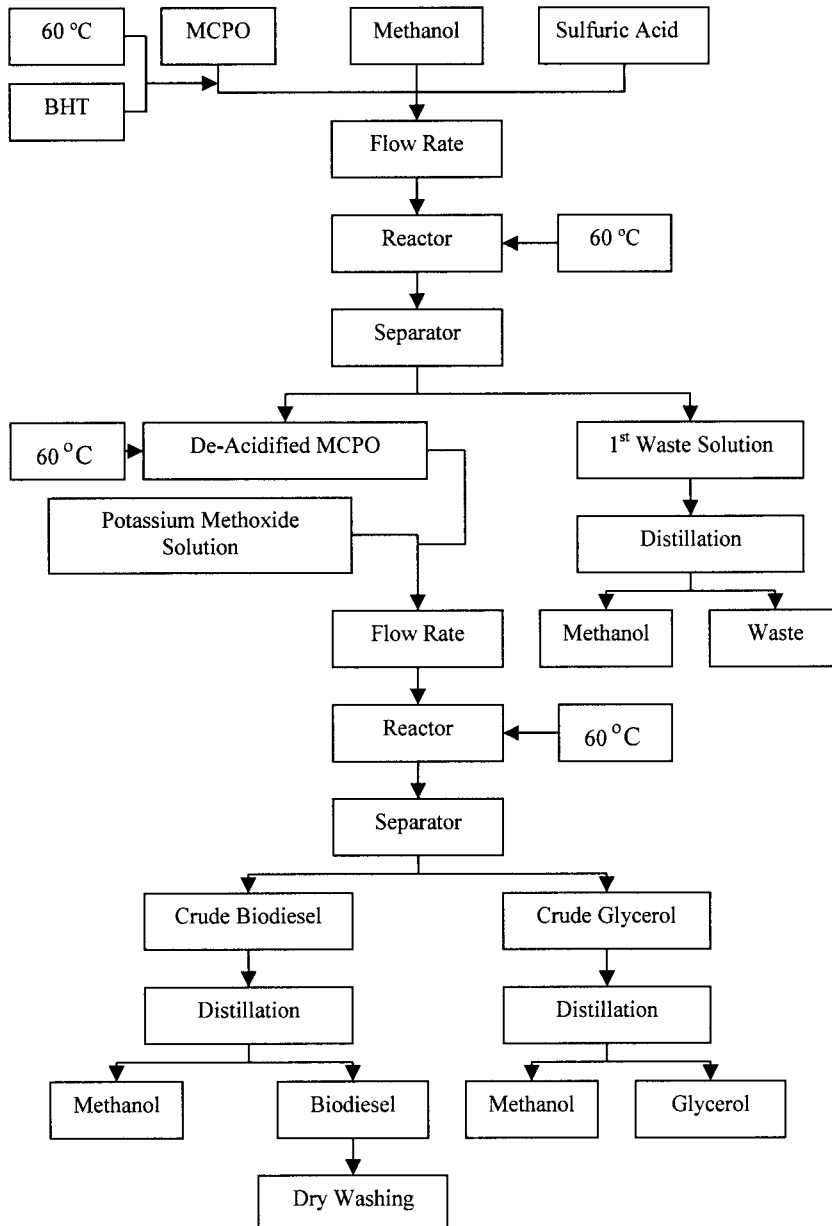 60 ºC
MCPO
Methanol
Sulfuric Acid
BHT
Flow Rate
Reactor
60 ºC
Separator
60 °C
De-Acidified MCPO
1st Waste Solution
Potassium Methoxide
Solution
Distillation
Methanol
Waste
Flow Rate
Reactor
60 °C
Separator
Crude Biodiesel
Crude Glycerol
Distillation
Distillation
Methanol
Biodiesel
Methanol
Glycerol
Dry Washing